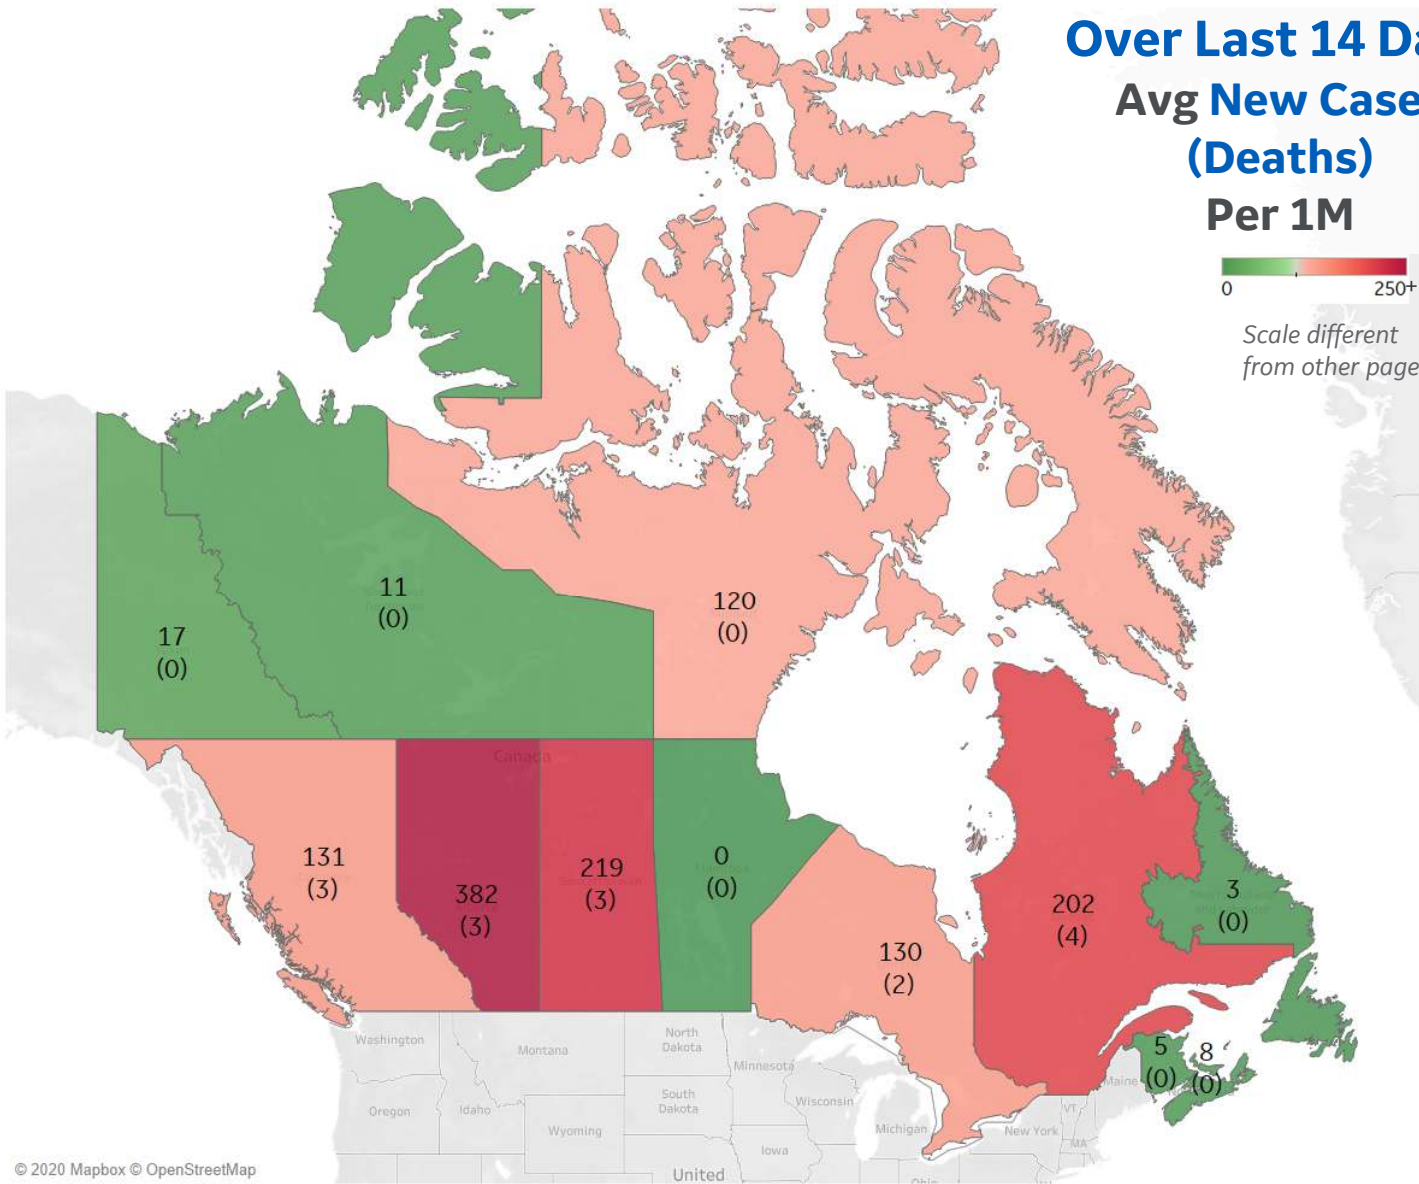 Over Last 14 Da
Avg New Case
(Deaths)
Per 1M
0
250+
Scale different
from other page
11
(0)
120
(0)
17
(0)
Canada
131
(3)
382
(3)
219
(3)
0
(0)
202
(4)
3
(0)
130
(2)
5
(0)
8
(0)
Washington
Montana
North
Dakota
Minnesota
Maine
Oregon
Idaho
South
Dakota
Wisconsin
Wyoming
Michigan
New York
VT
MA
Iowa
United
Ohio
© 2020 Mapbox © OpenStreetMap